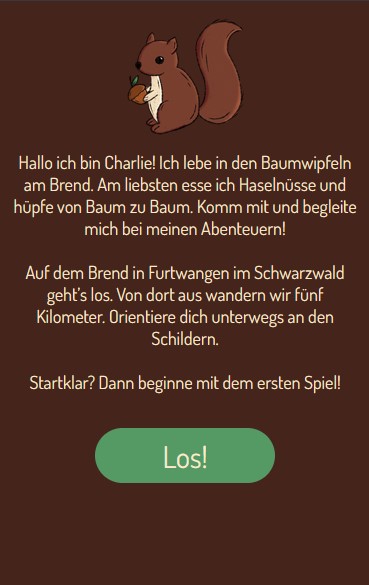 Hallo ich bin Charlie! Ich lebe in den Baumwipfeln
am Brend. Am liebsten esse ich Haselnüsse und
hüpfe von Baum zu Baum. Komm mit und begleite
mich bei meinen Abenteuern!
Auf dem Brend in Furtwangen im Schwarzwald
geht's los. Von dort aus wandern wir fünf
Kilometer. Orientiere dich unterwegs an den
Schildern.
Startklar? Dann beginne mit dem ersten Spiel!
Los!